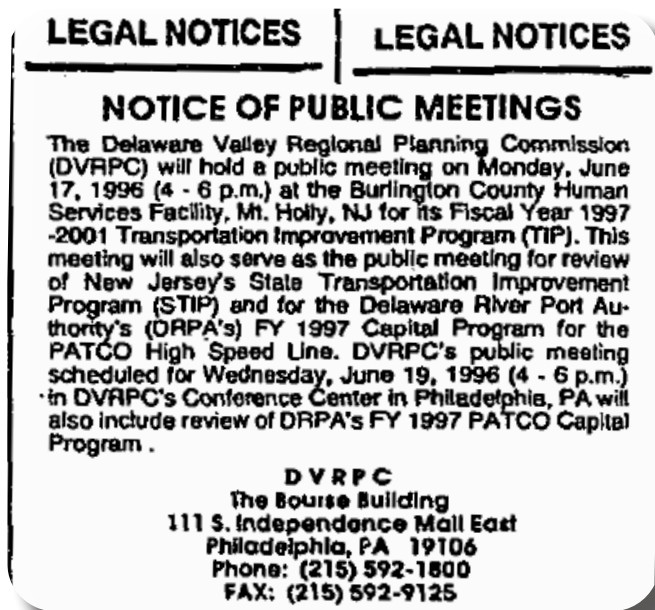 LEGAL NOTICES
LEGAL NOTICES
NOTICE OF PUBLIC MEETINGS
The Delaware Valley Regional Planning Commission
(DVRPC) will hold a public meeting on Monday, June
17, 1996 (4 - 6 p.m.) at the Burlington County Human
Services Facility, Mt. Holly, NJ for its Fiscal Year 1997
-2001 Transportation Improvement Program (TIP). This
meeting will also serve as the public meeting for review
of New Jersey's State Transportation Improvement
Program (STIP) and for the Delaware River Port Au-
thority's (DRPA's) FY 1997 Capital Program for the
PATCO High Speed Line. DVRPC's public meeting
scheduled for Wednesday, June 19, 1996 (4 - 6 p.m.)
in DVRPC's Conference Center in Philadelphia, PA will
also include review of DRPA's FY 1997 PATCO Capital
Program .
DVRPC
The Bourse Building
111 S. Independence Mall East
Philadelphia, PA 19106
Phone: (215) 592-1800
FAX: (215) 592-9125